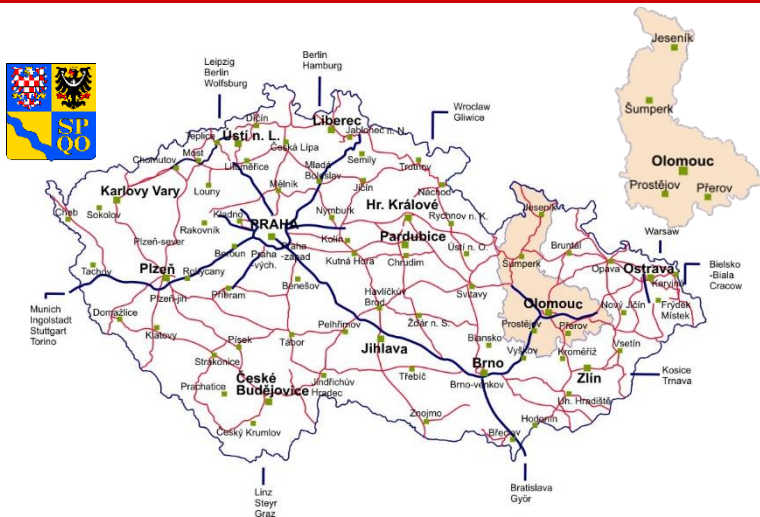 Jeseník
Šumperk
Olomouc
Prostějov
Přerov
SP
QO
Leipzig
Berlin
Wolfsburg
Berlin
Hamburg
Wroclaw
Gliwice
Děčín
Liberec
Jablonec n. N.
Teplice
Ústí n. L.
Most
Česká Lípa
Semily
Trutnov
Chomutov
Litoměřice
Mladá
Boleslav
Jičín
Náchod
Karlovy Vary
Louny
Mělník
Cheb
Sokolov
Kladno
Nymburk
Hr. Králové
Rychnov n. K.
Jeseník
Rakovník
PRAHA
Pardubice
Warsaw
Plzeň-sever
Beroun
Praha
-vých.
Praha
-západ
Kolín
Kutná Hora
Chrudim
Ústí n. O.
Šumperk
Bruntál
Opava
Ostrava
Karviná
Bielsko
-Biala
Cracow
Tachov
Plzeň
Rokycany
Benešov
Svitavy
Munich
Ingolstadt
Stuttgart
Torino
Plzeň-jih
Příbram
Havlíčkův
Brod
Olomouc
Nový Jičín
Frýdek
Místek
Domažlice
Klatovy
Písek
Tábor
Pelhřimov
Žďár n. S.
Prostějov
Přerov
Strakonice
Jihlava
Blansko
Vyškov
Kroměříž
Vsetín
Prachatice
České
Budějovice
Jindřichův
Hradec
Třebíč
Brno
Brno-venkov
Zlín
Kosice
Trnava
Uh. Hradiště
Český Krumlov
Znojmo
Hodonín
Břeclav
Linz
Steyr
Graz
Bratislava
Györ